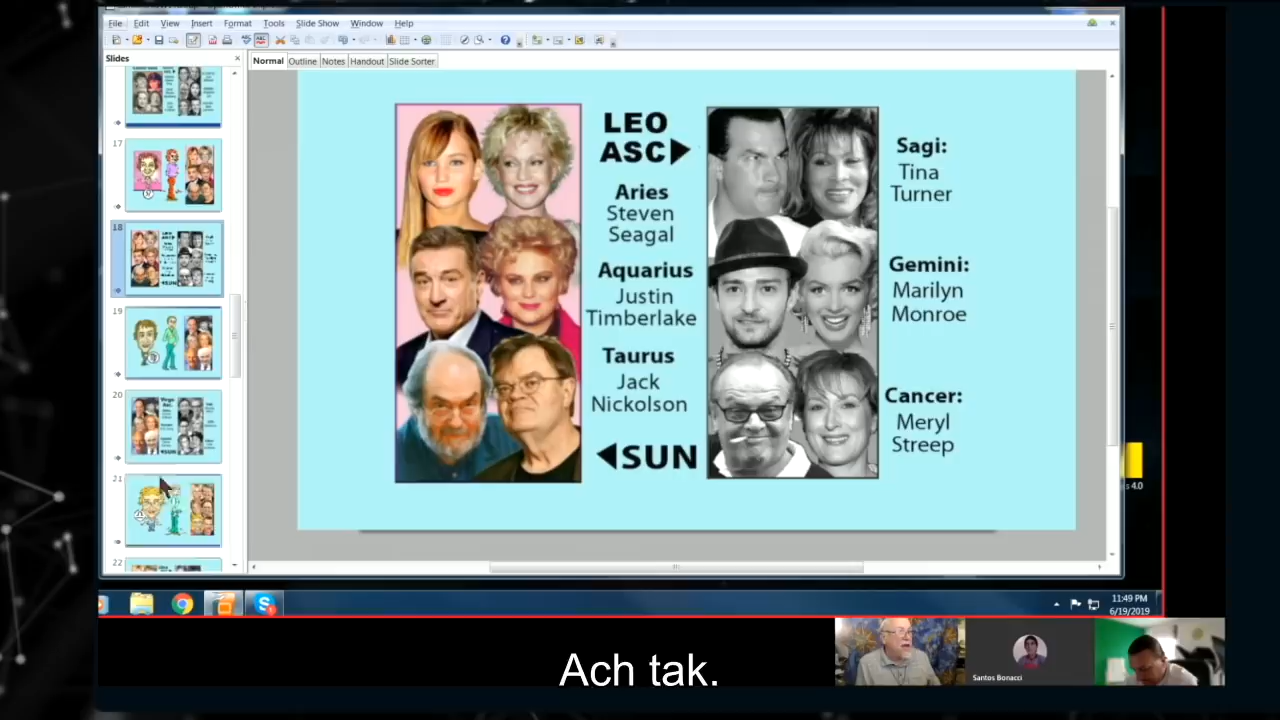 File Edit View Insert Format Tools Slide Show Window Help
Slides
Normal Outline Notes Handout Slide Sorter
17
18
19
20
21
22
LEO
ASC
Aries
Steven
Seagal
Aquarius
Justin
Timberlake
Taurus
Jack
Nickolson
SUN
Sagi:
Tina
Turner
Gemini:
Marilyn
Monroe
Cancer:
Meryl
Streep
s 4.0
11:49 PM
6/19/2019
Santos Bonacci
Ach tak.